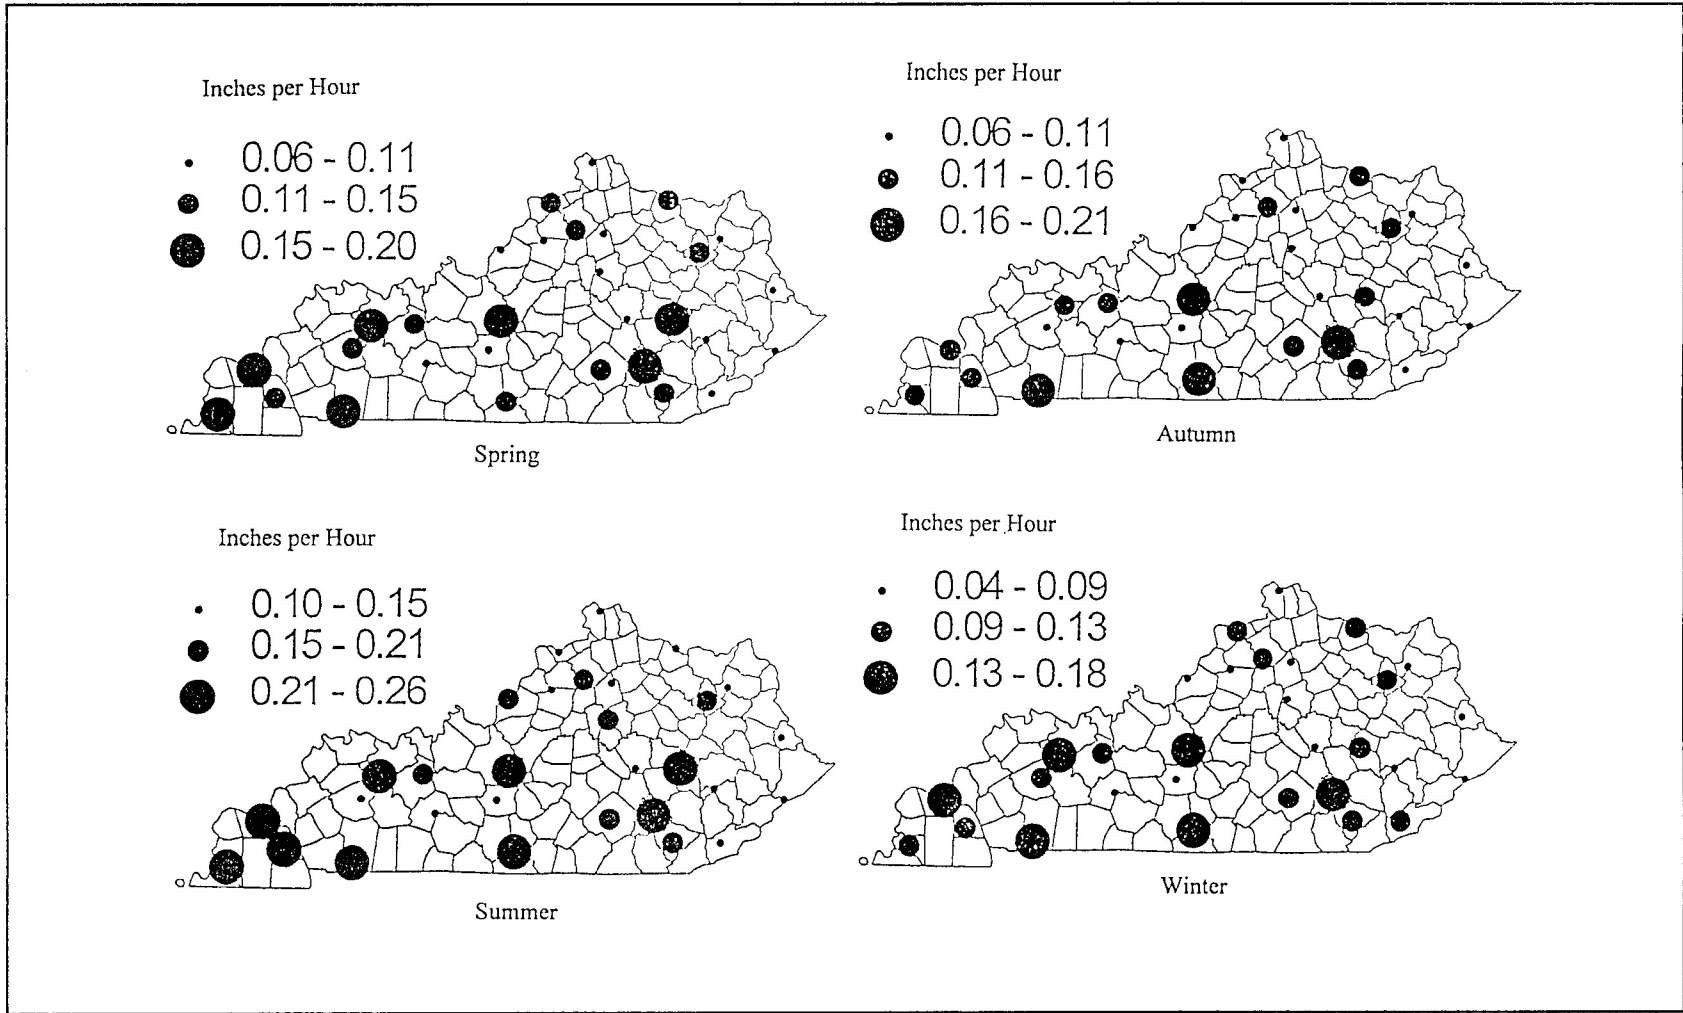 Inches per Hour
0.06 - 0.11
0.11 - 0.15
0.15 - 0.20
Spring
Inches per Hour
0.06 - 0.11
0.11 - 0.16
0.16 - 0.21
Autumn
Inches per Hour
0.10 - 0.15
0.15 - 0.21
0.21 - 0.26
Summer
Inches per Hour
0.04 - 0.09
0.09 - 0.13
0.13 - 0.18
Winter